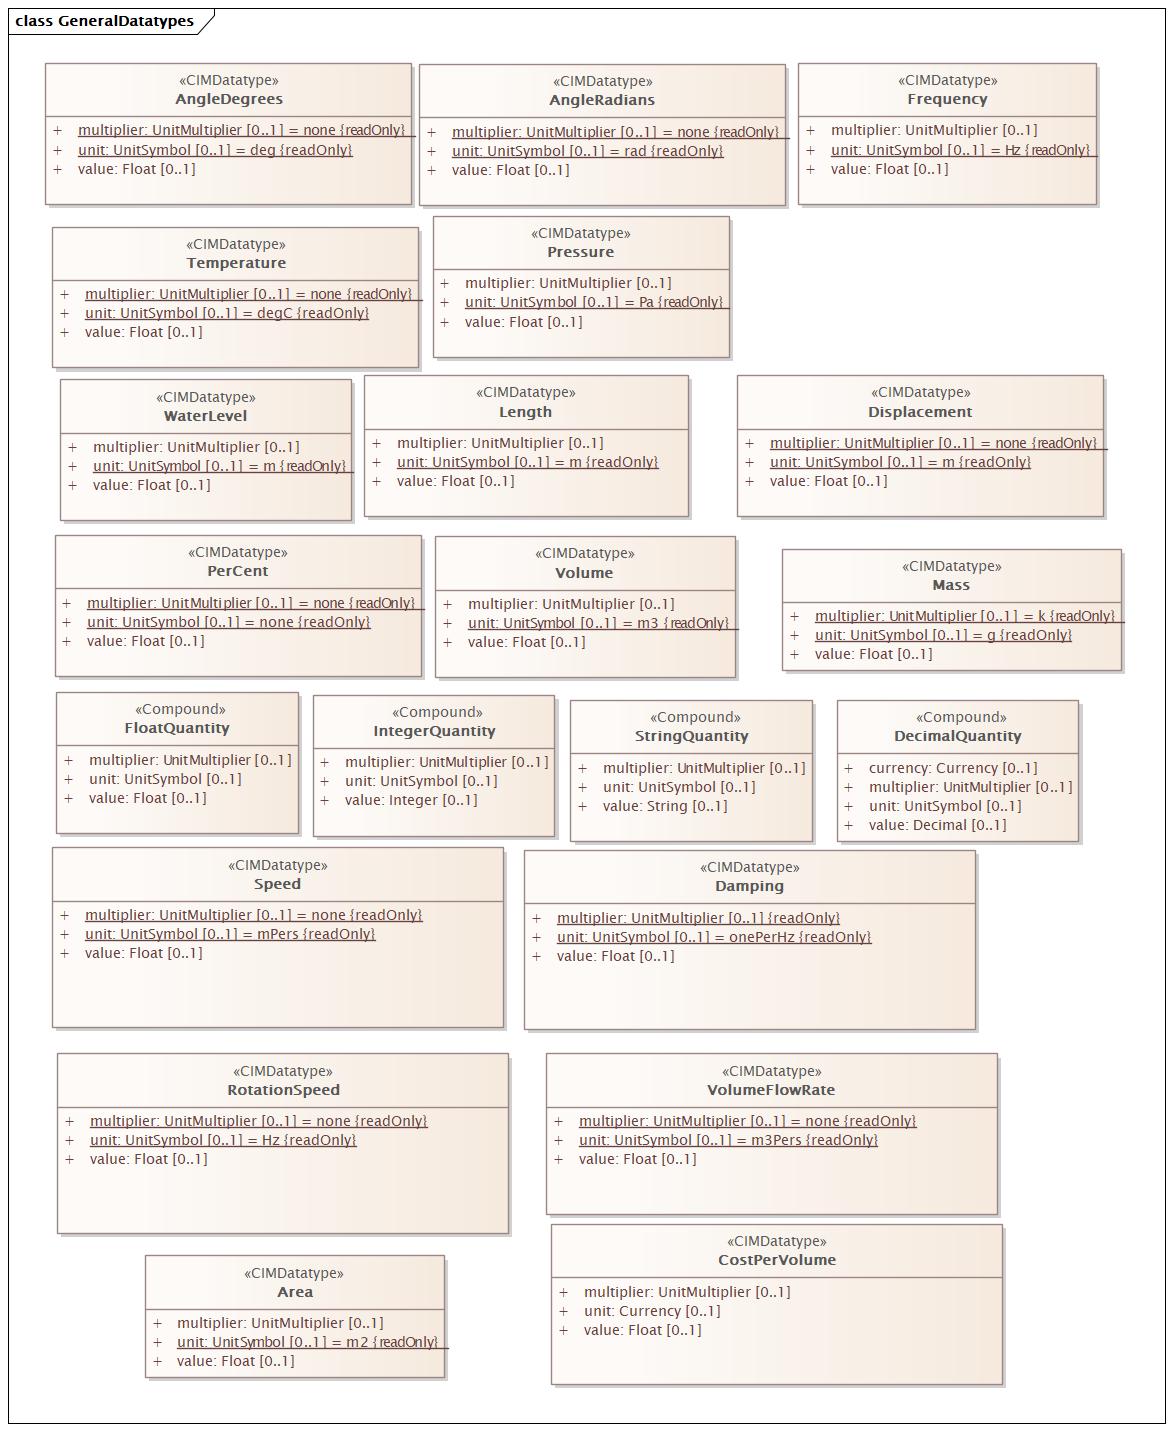 class GeneralDatatypes
«CIMDatatype»
AngleDegrees
+ multiplier: UnitMultiplier [0..1] = none {readOnly}
+ unit: UnitSymbol [0..1] = deg {readOnly}
+ value: Float [0..1]
«CIMDatatype»
AngleRadians
+ multiplier: UnitMultiplier [0..1] = none {readOnly}
+ unit: UnitSymbol [0..1] = rad {readOnly}
+ value: Float [0..1]
«CIMDatatype»
Frequency
+ multiplier: UnitMultiplier [0..1]
+ unit: UnitSymbol [0..1] = Hz {readOnly}
+ value: Float [0..1]
«CIMDatatype»
Temperature
+ multiplier: UnitMultiplier [0..1] = none {readOnly}
+ unit: UnitSymbol [0..1] = degC {readOnly}
+ value: Float [0..1]
«CIMDatatype»
Pressure
+ multiplier: UnitMultiplier [0..1]
+ unit: UnitSymbol [0..1] = Pa {readOnly}
+ value: Float [0..1]
«CIMDatatype»
WaterLevel
+ multiplier: UnitMultiplier [0..1]
+ unit: UnitSymbol [0..1] = m {readOnly}
+ value: Float [0..1]
«CIMDatatype»
Length
+ multiplier: UnitMultiplier [0..1]
+ unit: UnitSymbol [0..1] = m {readOnly}
+ value: Float [0..1]
«CIMDatatype»
Displacement
+ multiplier: UnitMultiplier [0..1] = none {readOnly}
+ unit: UnitSymbol [0..1] = m {readOnly}
+ value: Float [0..1]
«CIMDatatype»
PerCent
+ multiplier: UnitMultiplier [0..1] = none {readOnly}
+ unit: UnitSymbol [0..1] = none {readOnly}
+ value: Float [0..1]
«CIMDatatype»
Volume
+ multiplier: UnitMultiplier [0..1]
+ unit: UnitSymbol [0..1] = m3 {readOnly}
+ value: Float [0..1]
«CIMDatatype»
Mass
+ multiplier: UnitMultiplier [0..1] = k {readOnly}
+ unit: UnitSymbol [0..1] = g {readOnly}
+ value: Float [0..1]
«Compound»
FloatQuantity
+ multiplier: UnitMultiplier [0..1]
+ unit: UnitSymbol [0..1]
+ value: Float [0..1]
«Compound»
IntegerQuantity
+ multiplier: UnitMultiplier [0..1]
+ unit: UnitSymbol [0..1]
+ value: Integer [0..1]
«Compound»
StringQuantity
+ multiplier: UnitMultiplier [0..1]
+ unit: UnitSymbol [0..1]
+ value: String [0..1]
«Compound»
DecimalQuantity
+ currency: Currency [0..1]
+ multiplier: UnitMultiplier [0..1]
+ unit: UnitSymbol [0..1]
+ value: Decimal [0..1]
«CIMDatatype»
Speed
+ multiplier: UnitMultiplier [0..1] = none {readOnly}
+ unit: UnitSymbol [0..1] = mPers {readOnly}
+ value: Float [0..1]
«CIMDatatype»
Damping
+ multiplier: UnitMultiplier [0..1] {readOnly}
+ unit: UnitSymbol [0..1] = onePerHz {readOnly}
+ value: Float [0..1]
«CIMDatatype»
RotationSpeed
+ multiplier: UnitMultiplier [0..1] = none {readOnly}
+ unit: UnitSymbol [0..1] = Hz {readOnly}
+ value: Float [0..1]
«CIMDatatype»
VolumeFlowRate
+ multiplier: UnitMultiplier [0..1] = none {readOnly}
+ unit: UnitSymbol [0..1] = m3Pers {readOnly}
+ value: Float [0..1]
«CIMDatatype»
Area
+ multiplier: UnitMultiplier [0..1]
+ unit: UnitSymbol [0..1] = m2 {readOnly}
+ value: Float [0..1]
«CIMDatatype»
CostPerVolume
+ multiplier: UnitMultiplier [0..1]
+ unit: Currency [0..1]
+ value: Float [0..1]